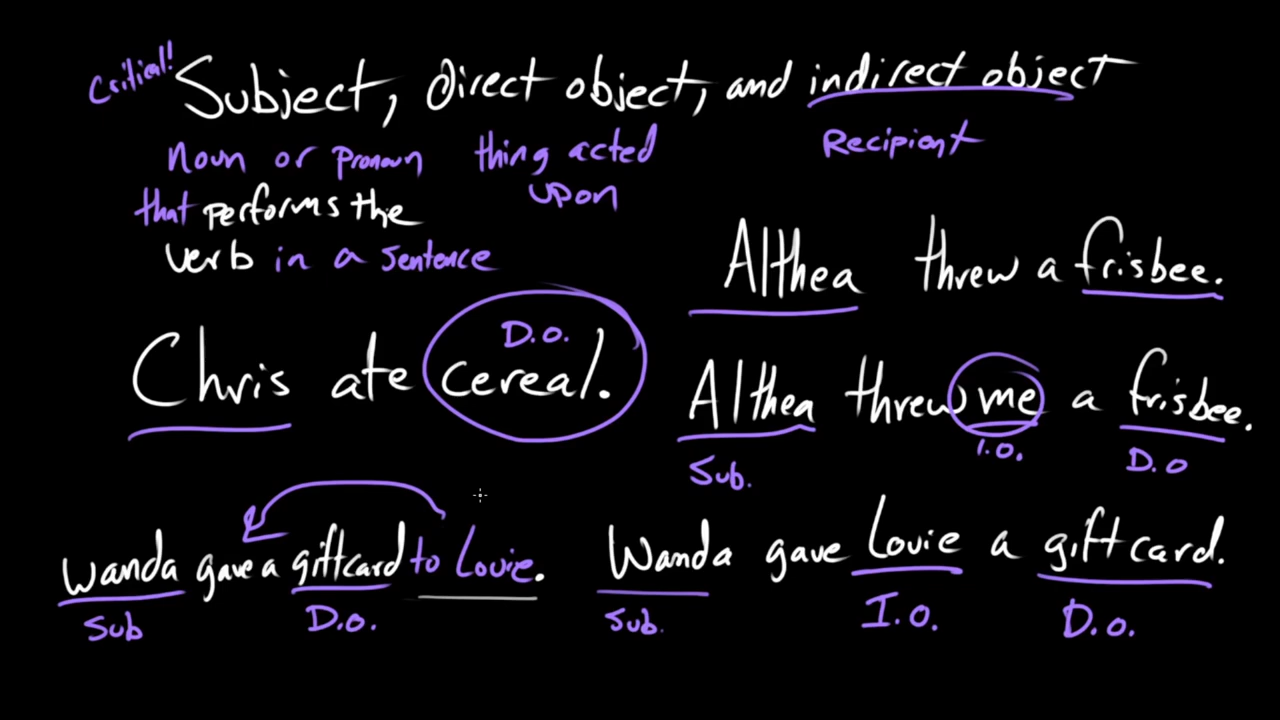 Critical!
Subject, direct object, and indirect object
noun or pronoun
that performs the
verb in a sentence
thing acted
upon
Recipient
Althea threw a frisbee.
Chris ate cereal.
D.O.
Althea threw me a frisbee.
Sub.
I.O.
D.O
Wanda gave a giftcard to Louie.
Sub
D.O.
Wanda gave Louie a giftcard.
Sub.
I.O.
D.O.